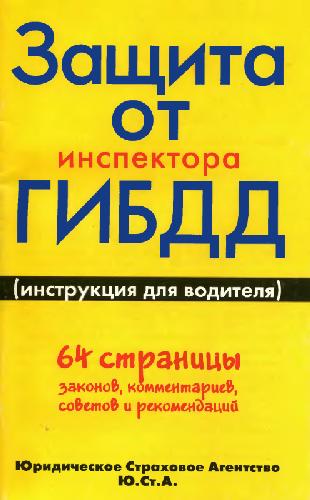 Защита
от
инспектора
ГИБДД
(инструкция для водителя)
64 страницы
законов, комментариев,
советов и рекомендаций
Юридическое Страховое Агентство
Ю.Ст.А.